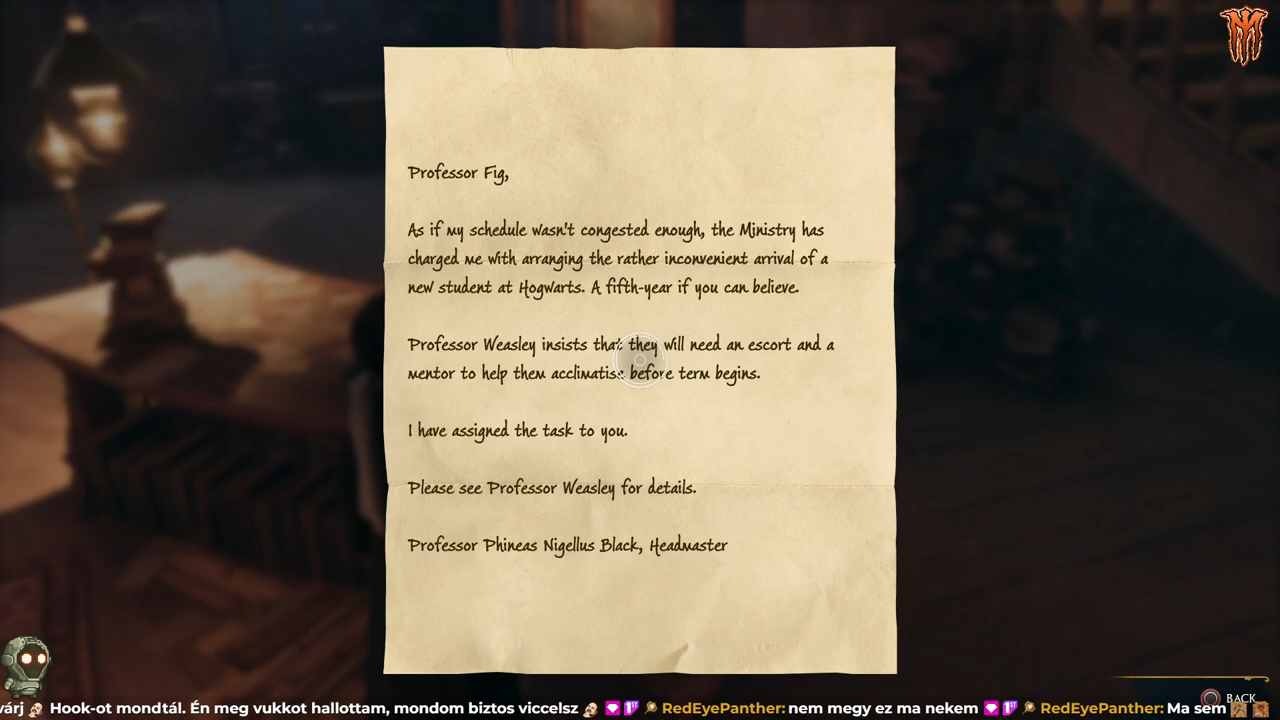 Professor Fig,
As if my schedule wasn't congested enough, the Ministry has
charged me with arranging the rather inconvenient arrival of a
new student at Hogwarts. A fifth-year if you can believe.
Professor Weasley insists that they will need an escort and a
mentor to help them acclimatise before term begins.
I have assigned the task to you.
Please see Professor Weasley for details.
Professor Phineas Nigellus Black, Headmaster
BACK
várj Hook-ot mondtál. Én meg vukkot hallottam, mondom biztos viccelsz 1ST RedEyePanther: nem megy ez ma nekem 1ST RedEyePanther: Ma sem